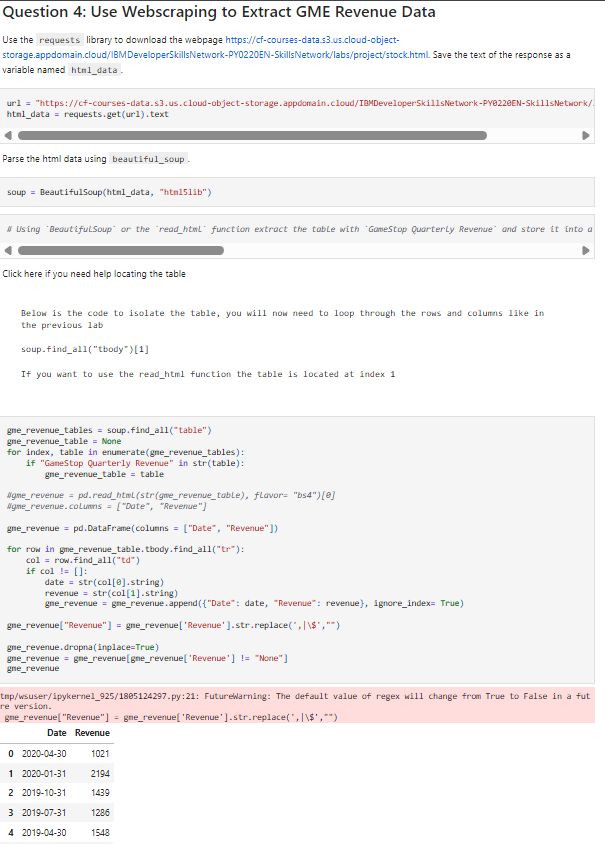 Question 4: Use Webscraping to Extract GME Revenue Data
Use the requests library to download the webpage https://cf-courses-data.s3.us.cloud-object-
storage.appdomain.cloud/IBMDeveloperSkillsNetwork-PY0220EN-SkillsNetwork/labs/project/stock.html. Save the text of the response as a
variable named html_data.
url = "https://cf-courses-data.s3.us.cloud-object-storage.appdomain.cloud/IBMDeveloperSkillsNetwork-PY0220EN-SkillsNetwork/
html_data = requests.get(url).text
Parse the html data using beautiful_soup.
soup = BeautifulSoup(html_data, "html5lib")
# Using `BeautifulSoup` or the `read_html` function extract the table with `GameStop Quarterly Revenue` and store it into a
Click here if you need help locating the table
Below is the code to isolate the table, you will now need to loop through the rows and columns like in
the previous lab
soup.find_all("tbody")[1]
If you want to use the read_html function the table is located at index 1
gme_revenue_tables = soup.find_all("table")
gme_revenue_table = None
for index, table in enumerate(gme_revenue_tables):
    if "GameStop Quarterly Revenue" in str(table):
        gme_revenue_table = table
#gme_revenue = pd.read_html(str(gme_revenue_table), flavor= "bs4")[0]
#gme_revenue.columns = ["Date", "Revenue"]
gme_revenue = pd.DataFrame(columns = ["Date", "Revenue"])
for row in gme_revenue_table.tbody.find_all("tr"):
    col = row.find_all("td")
    if col != []:
        date = str(col[0].string)
        revenue = str(col[1].string)
        gme_revenue = gme_revenue.append({"Date": date, "Revenue": revenue}, ignore_index= True)
gme_revenue["Revenue"] = gme_revenue['Revenue'].str.replace(',|\$',"")
gme_revenue.dropna(inplace=True)
gme_revenue = gme_revenue[gme_revenue['Revenue'] != "None"]
gme_revenue
tmp/wsuser/ipykernel_925/1805124297.py:21: FutureWarning: The default value of regex will change from True to False in a fut
re version.
gme_revenue["Revenue"] = gme_revenue['Revenue'].str.replace(',|\$',"")
Date Revenue
0 2020-04-30 1021
1 2020-01-31 2194
2 2019-10-31 1439
3 2019-07-31 1286
4 2019-04-30 1548